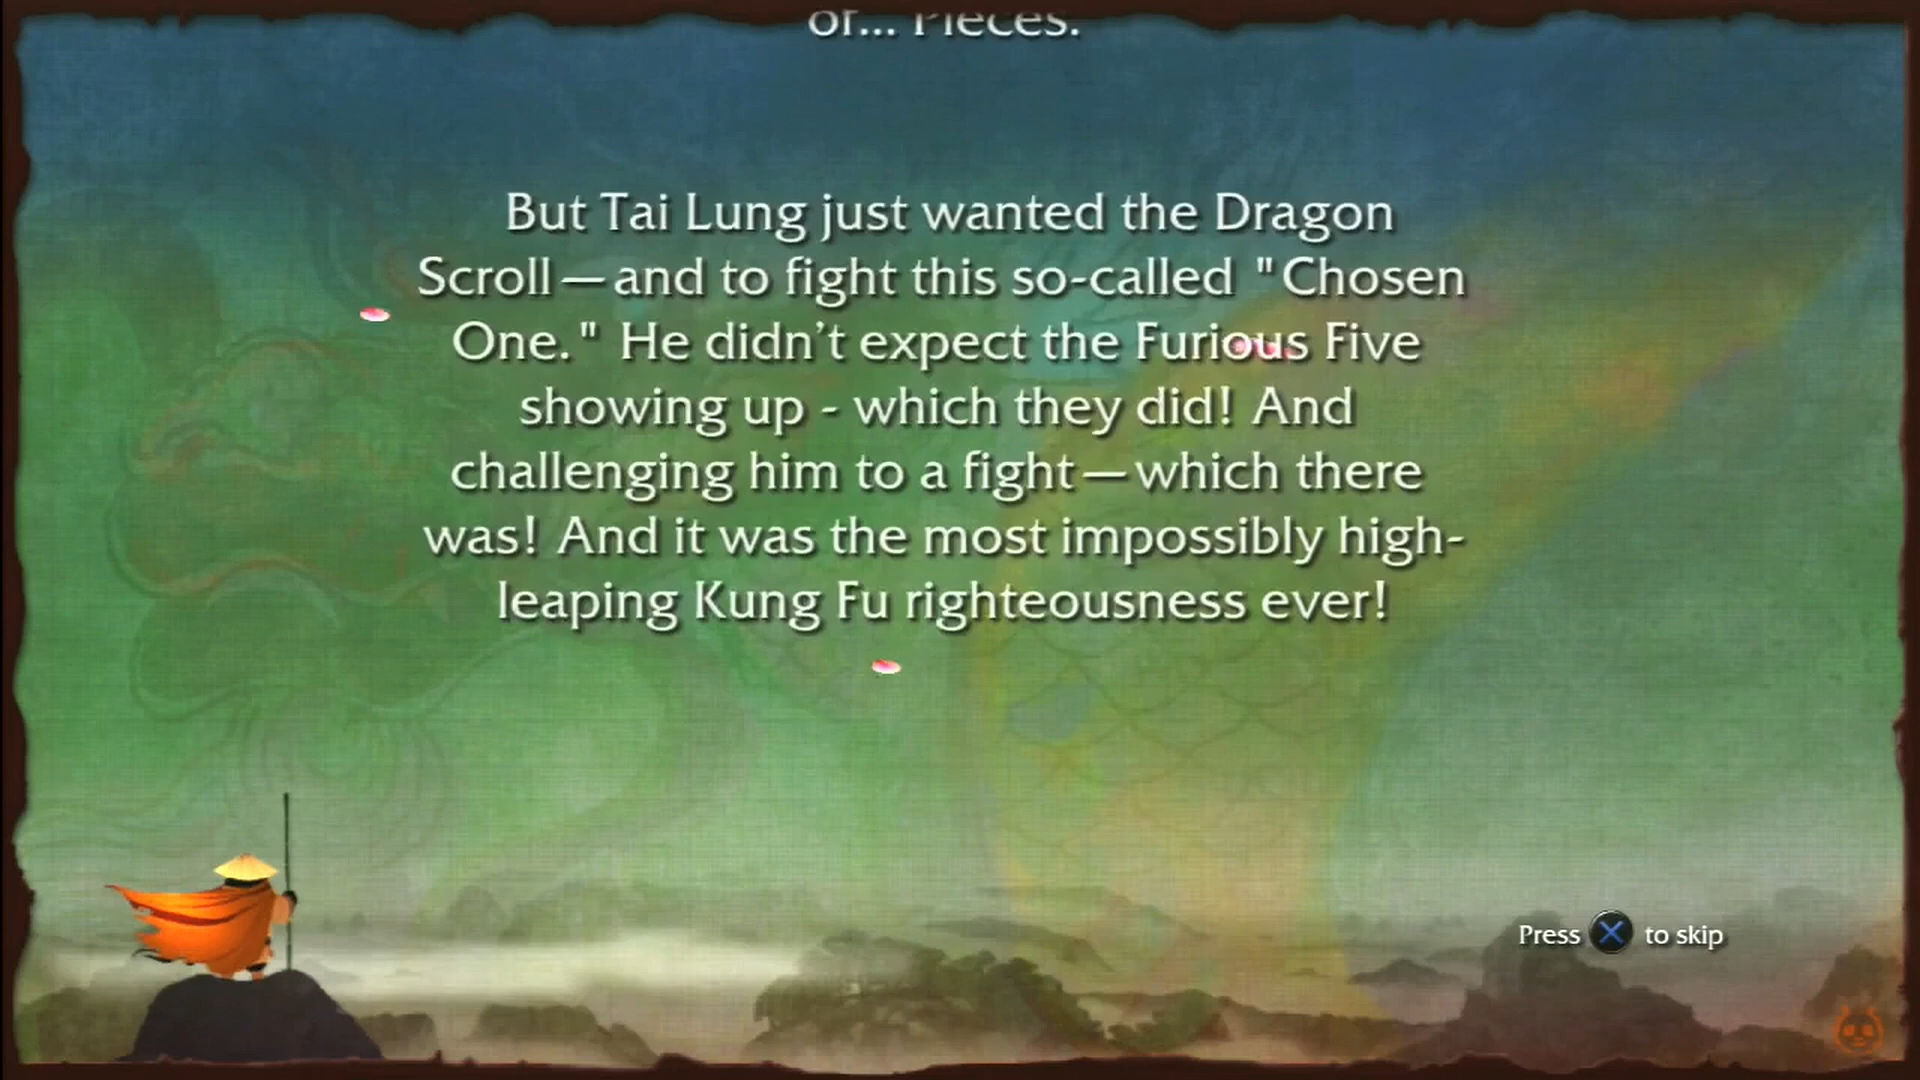 of... Pieces.
But Tai Lung just wanted the Dragon
Scroll—and to fight this so-called "Chosen
One." He didn't expect the Furious Five
showing up - which they did! And
challenging him to a fight—which there
was! And it was the most impossibly high-
leaping Kung Fu righteousness ever!
Press X to skip